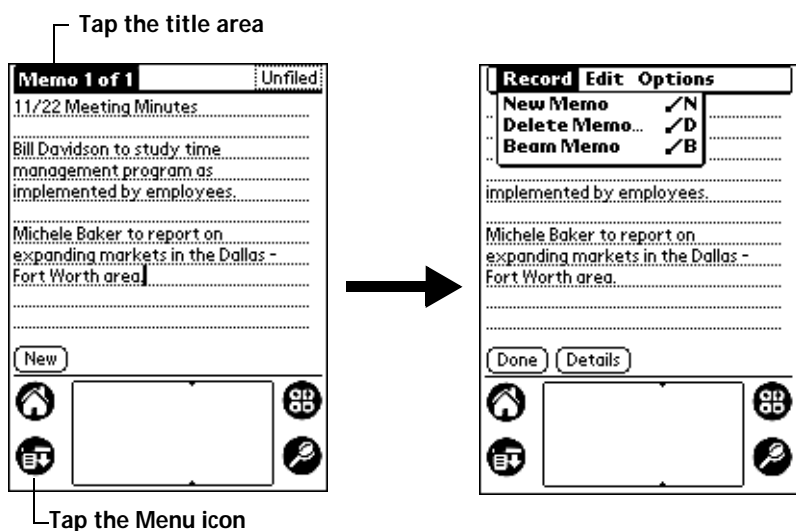 Tap the title area
Memo 1 of 1 Unfiled
11/22 Meeting Minutes
Bill Davidson to study time
management program as
implemented by employees.
Michele Baker to report on
expanding markets in the Dallas -
Fort Worth area.
New
Tap the Menu icon
Record Edit Options
New Memo /N
Delete Memo... /D
Beam Memo /B
implemented by employees.
Michele Baker to report on
expanding markets in the Dallas -
Fort Worth area.
Done Details